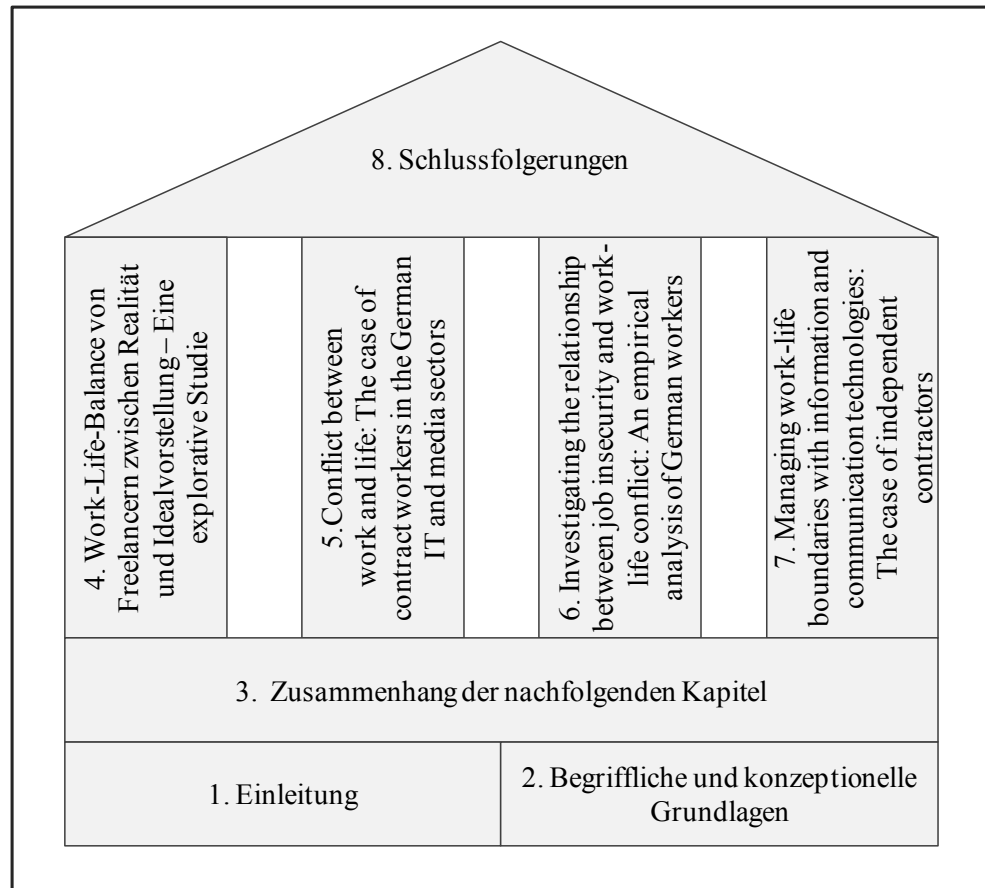 8. Schlussfolgerungen
4. Work-Life-Balance von
Freelancern zwischen Realität
und Idealvorstellung – Eine
explorative Studie
5. Conflict between
work and life: The case of
contract workers in the German
IT and media sectors
6. Investigating the relationship
between job insecurity and work-
life conflict: An empirical
analysis of German workers
7. Managing work-life
boundaries with information and
communication technologies:
The case of independent
contractors
3. Zusammenhang der nachfolgenden Kapitel
1. Einleitung
2. Begriffliche und konzeptionelle
Grundlagen